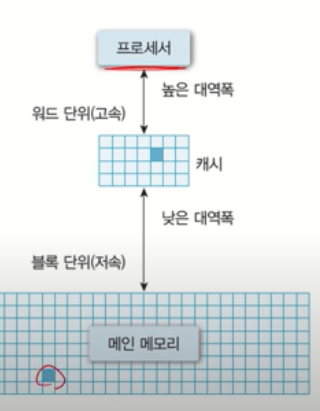 프로세서
높은 대역폭
워드 단위(고속)
캐시
낮은 대역폭
블록 단위(저속)
메인 메모리